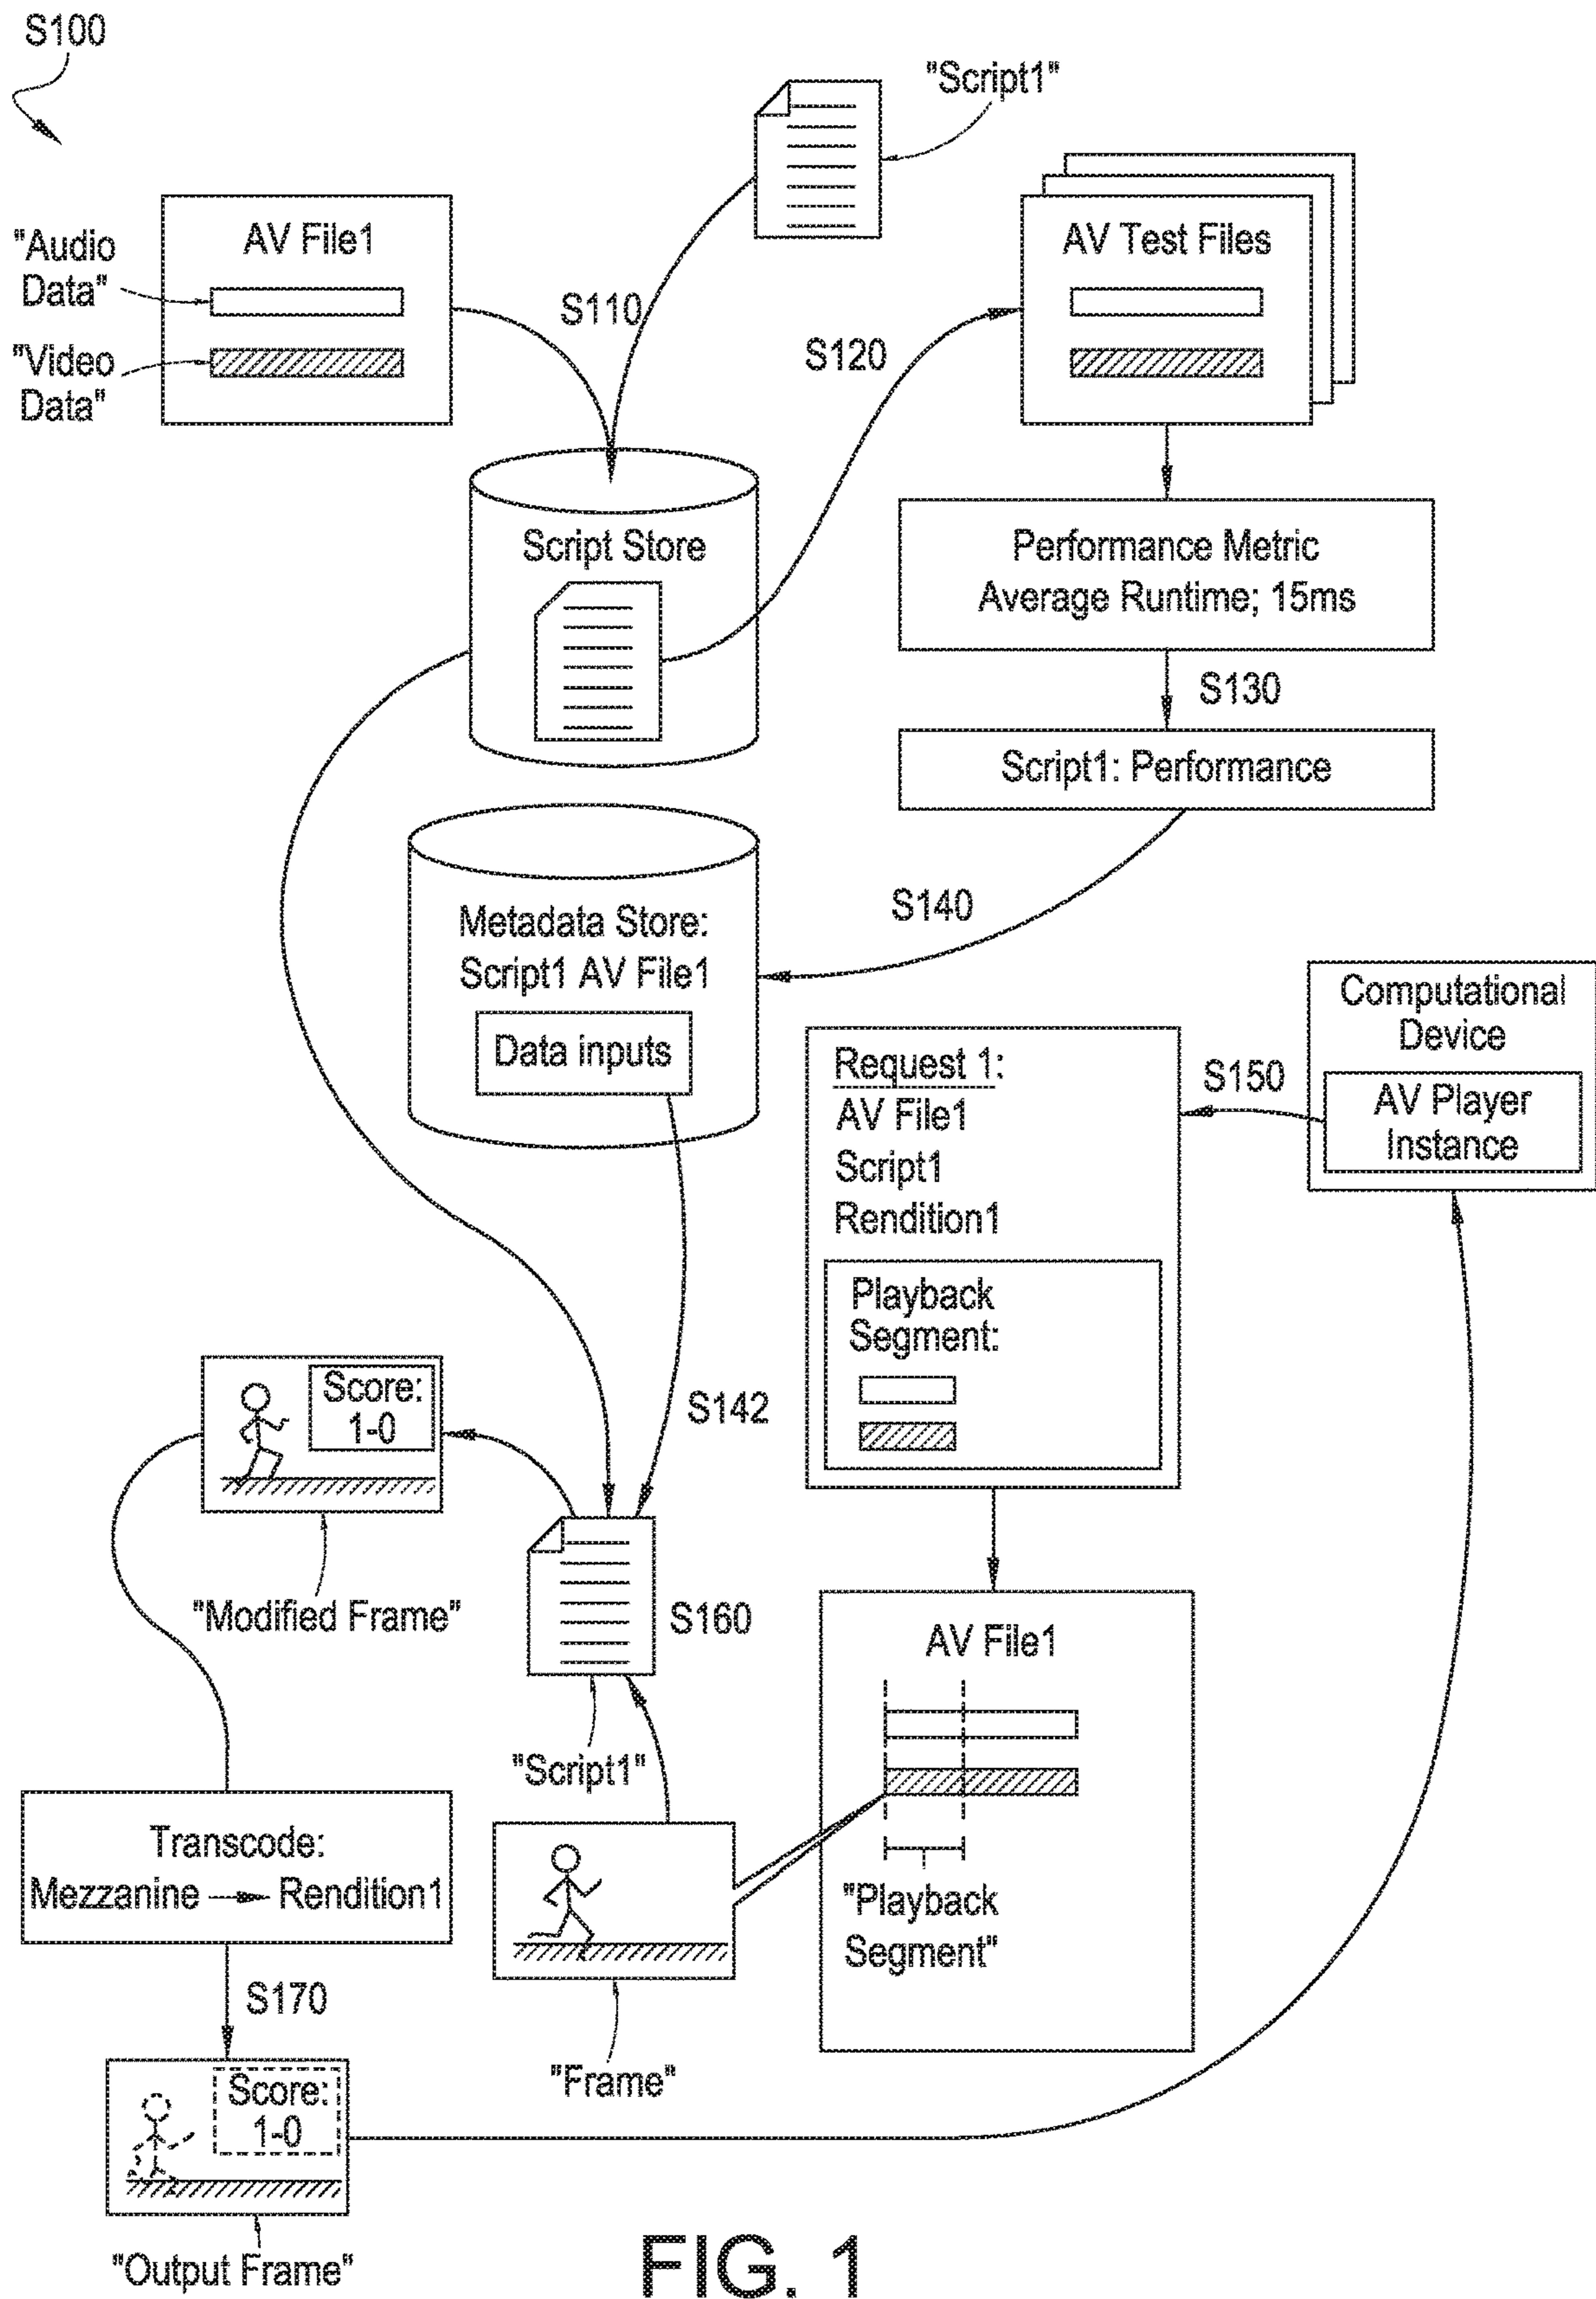 S100
"Script1"
AV File1
"Audio
Data"
"Video
Data"
S110
AV Test Files
S120
Script Store
Performance Metric
Average Runtime; 15ms
S130
Script1: Performance
S140
Metadata Store:
Script1 AV File1
Data inputs
Computational
Device
AV Player
Instance
S150
Request 1:
AV File1
Script1
Rendition1
Playback
Segment:
S142
Score:
1-0
"Modified Frame"
S160
"Script1"
AV File1
"Playback
Segment"
Transcode:
Mezzanine Rendition1
S170
"Frame"
Score:
1-0
"Output Frame"
FIG. 1